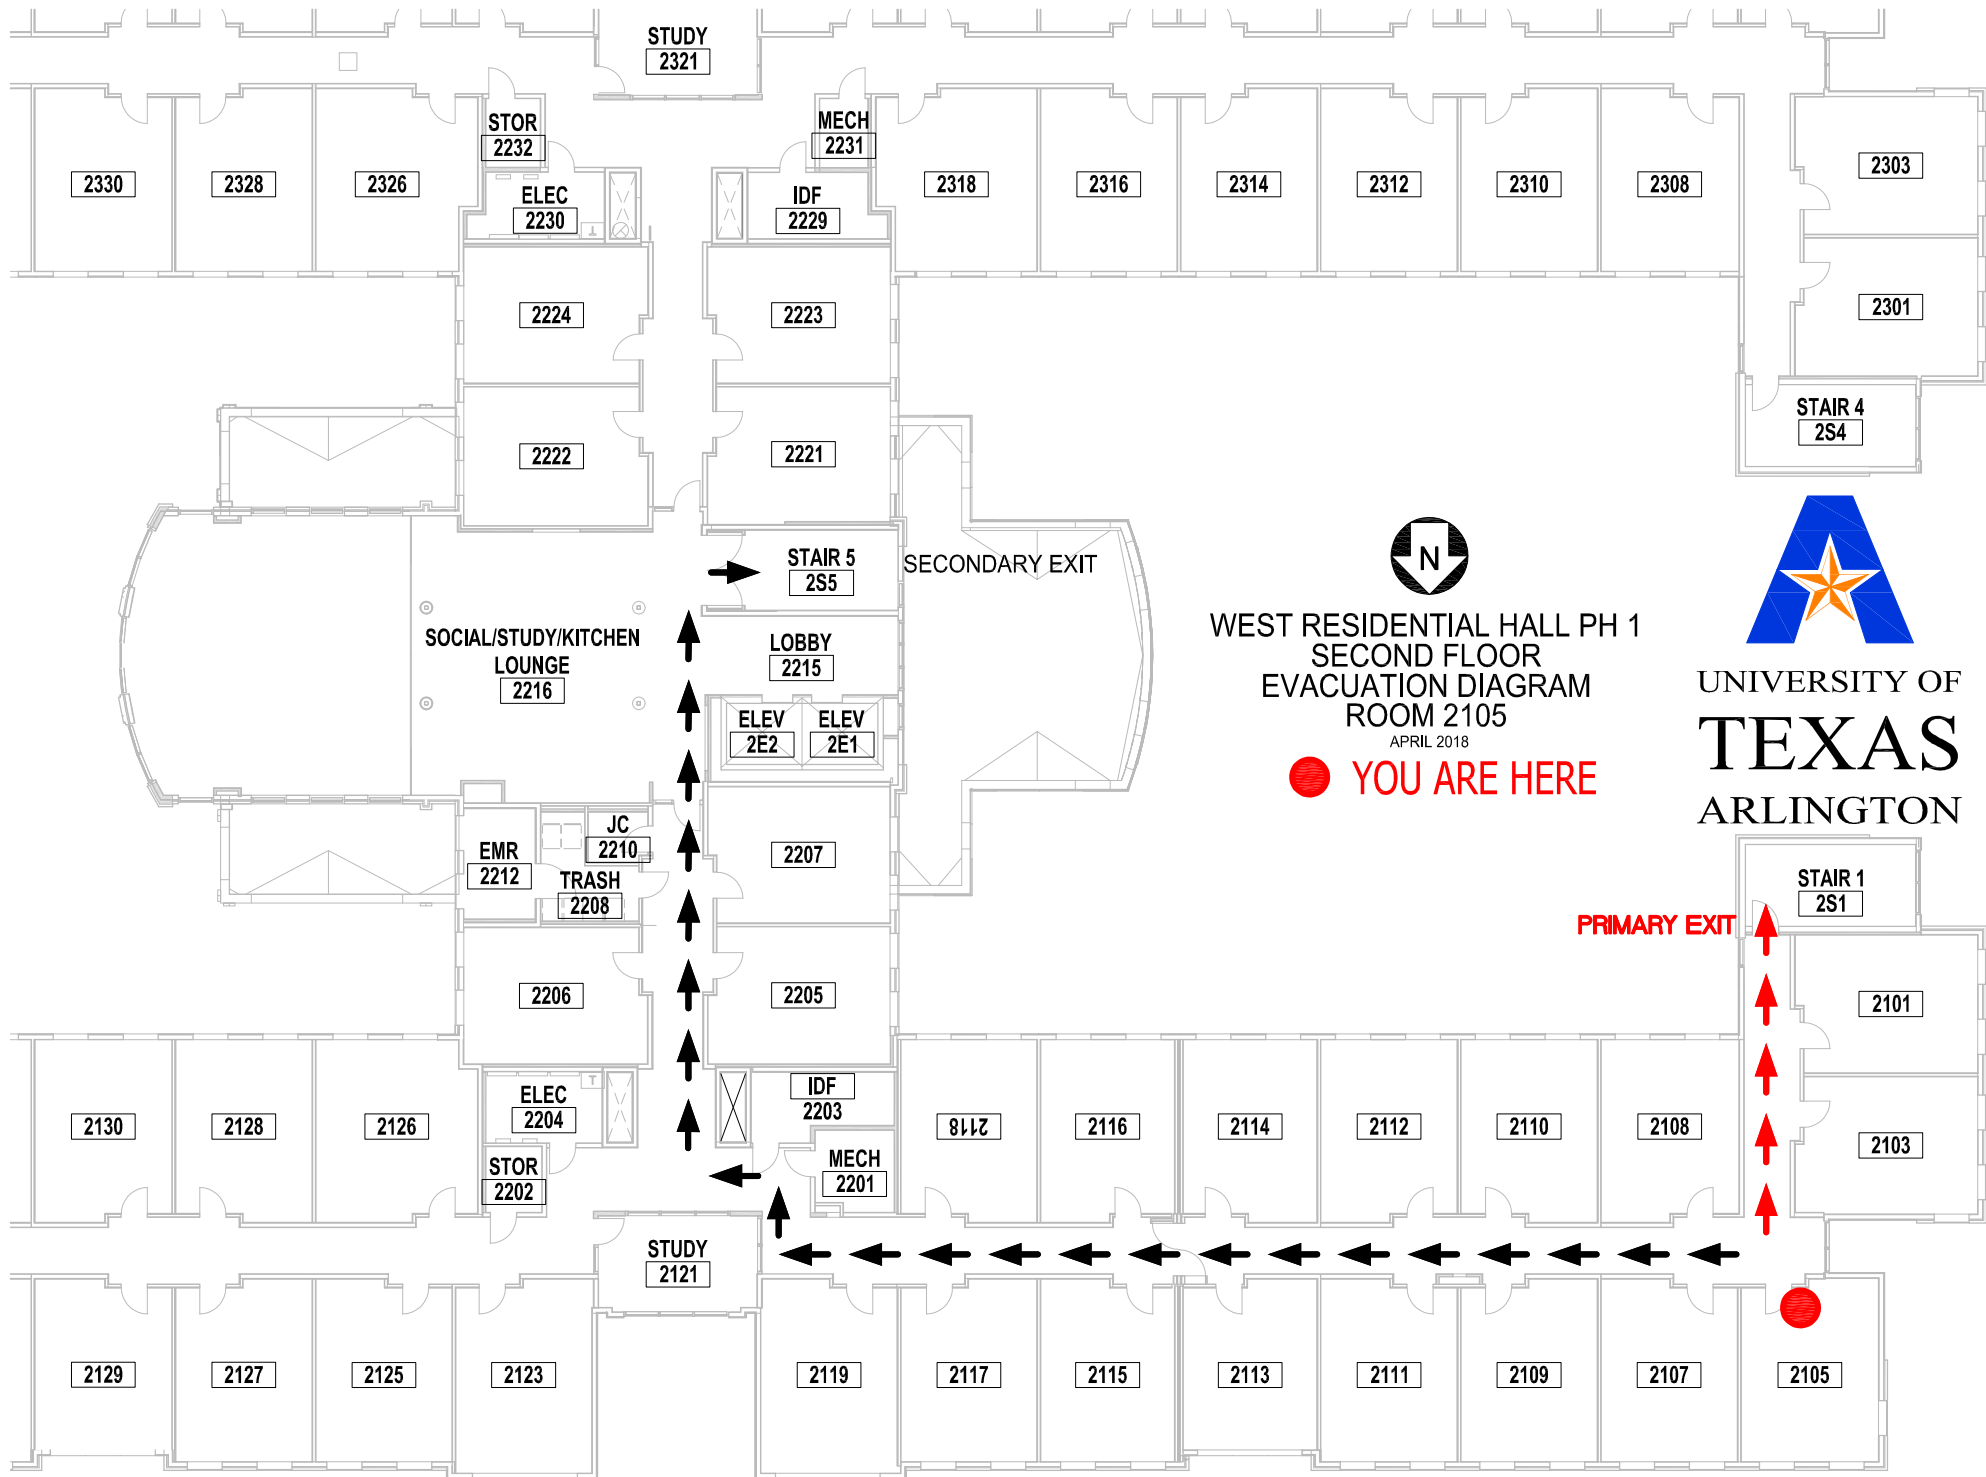 STUDY
2321
STOR
2232
MECH
2231
2330
2328
2326
ELEC
2230
IDF
2229
2318
2316
2314
2312
2310
2308
2303
2224
2223
2301
2222
2221
STAIR 4
2S4
STAIR 5
2S5
SECONDARY EXIT
N
SOCIAL/STUDY/KITCHEN
LOUNGE
2216
LOBBY
2215
ELEV
2E2
ELEV
2E1
WEST RESIDENTIAL HALL PH 1
SECOND FLOOR
EVACUATION DIAGRAM
ROOM 2105
APRIL 2018
YOU ARE HERE
UNIVERSITY OF
TEXAS
ARLINGTON
EMR
2212
JC
2210
TRASH
2208
2207
STAIR 1
2S1
PRIMARY EXIT
2206
2205
2101
2130
2128
2126
ELEC
2204
IDF
2203
2118
2116
2114
2112
2110
2108
2103
STOR
2202
MECH
2201
STUDY
2121
2129
2127
2125
2123
2119
2117
2115
2113
2111
2109
2107
2105